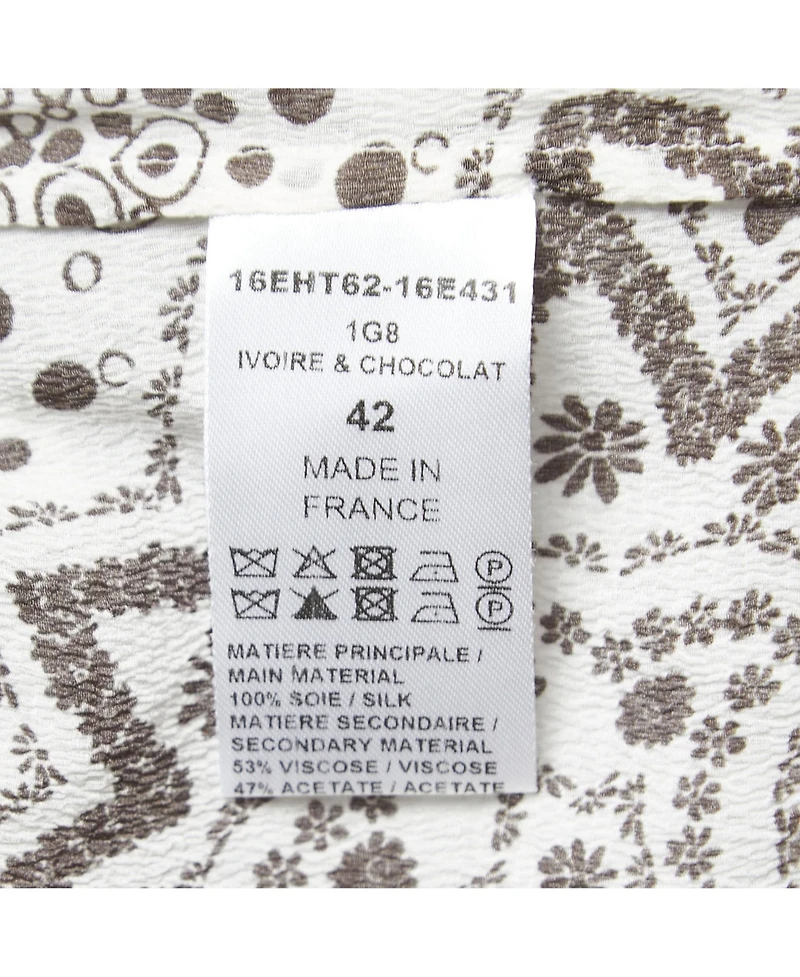 16EHT62-16E431
1G8
IVOIRE & CHOCOLAT
42
MADE IN
FRANCE
P
P
MATIERE PRINCIPALE /
MAIN MATERIAL
100% SOIE / SILK
MATIERE SECONDAIRE /
SECONDARY MATERIAL
53% VISCOSE / VISCOSE
47% ACETATE / ACETATE